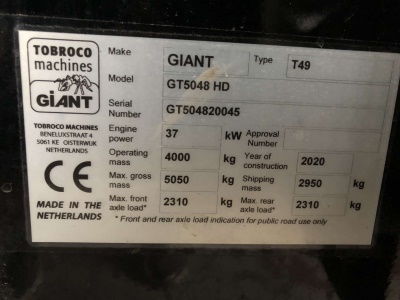 TOBROCO
machines
GiANT
TOBROCO MACHINES
BENELUXSTRAAT 4
5061 KE OISTERWIJK
NETHERLANDS
CE
MADE IN THE
NETHERLANDS
Make GIANT Type T49
Model GT5048 HD
Serial Number GT504820045
Engine power 37 kW Approval Number
Operating mass 4000 kg Year of construction 2020
Max. gross mass 5050 kg Shipping mass 2950 kg
Max. front axle load* 2310 kg Max. rear axle load* 2310 kg
* Front and rear axle load indication for public road use only